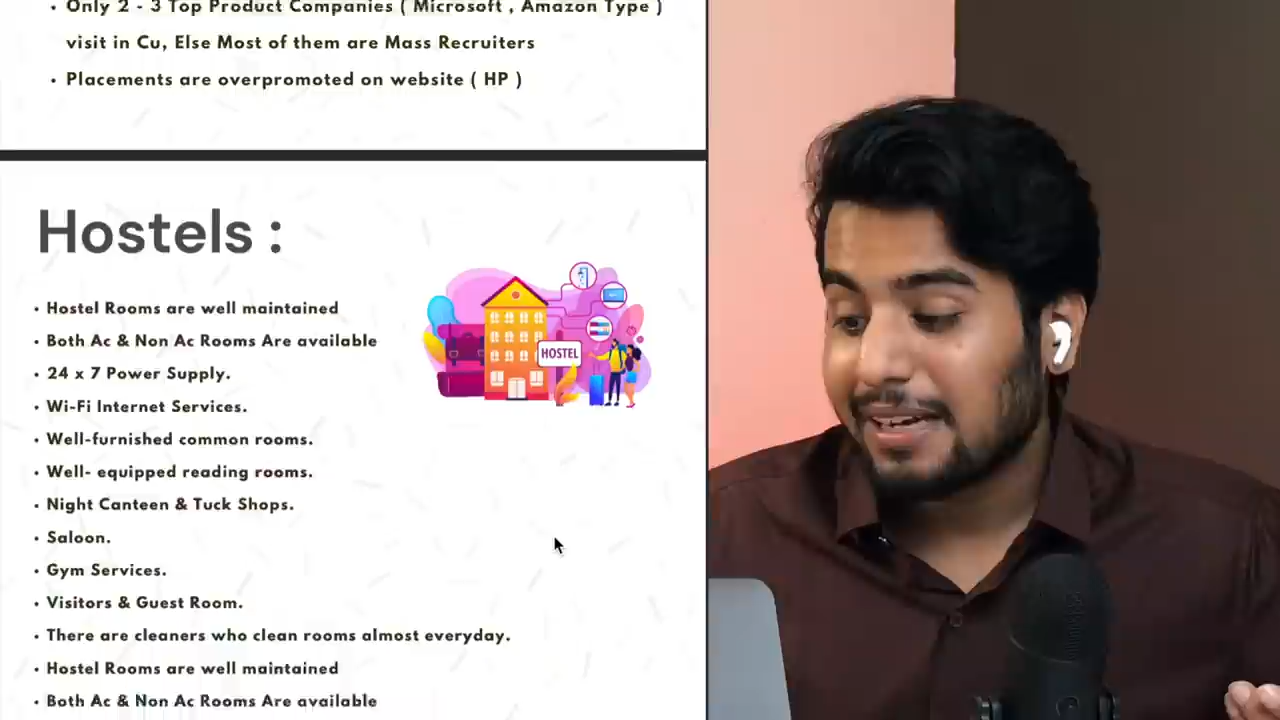 • Only 2 - 3 Top Product Companies ( Microsoft , Amazon Type )
visit in Cu, Else Most of them are Mass Recruiters
• Placements are overpromoted on website ( HP )
Hostels :
• Hostel Rooms are well maintained
• Both Ac & Non Ac Rooms Are available
• 24 x 7 Power Supply.
• Wi-Fi Internet Services.
• Well-furnished common rooms.
• Well- equipped reading rooms.
• Night Canteen & Tuck Shops.
• Saloon.
• Gym Services.
• Visitors & Guest Room.
• There are cleaners who clean rooms almost everyday.
• Hostel Rooms are well maintained
• Both Ac & Non Ac Rooms Are available
HOSTEL